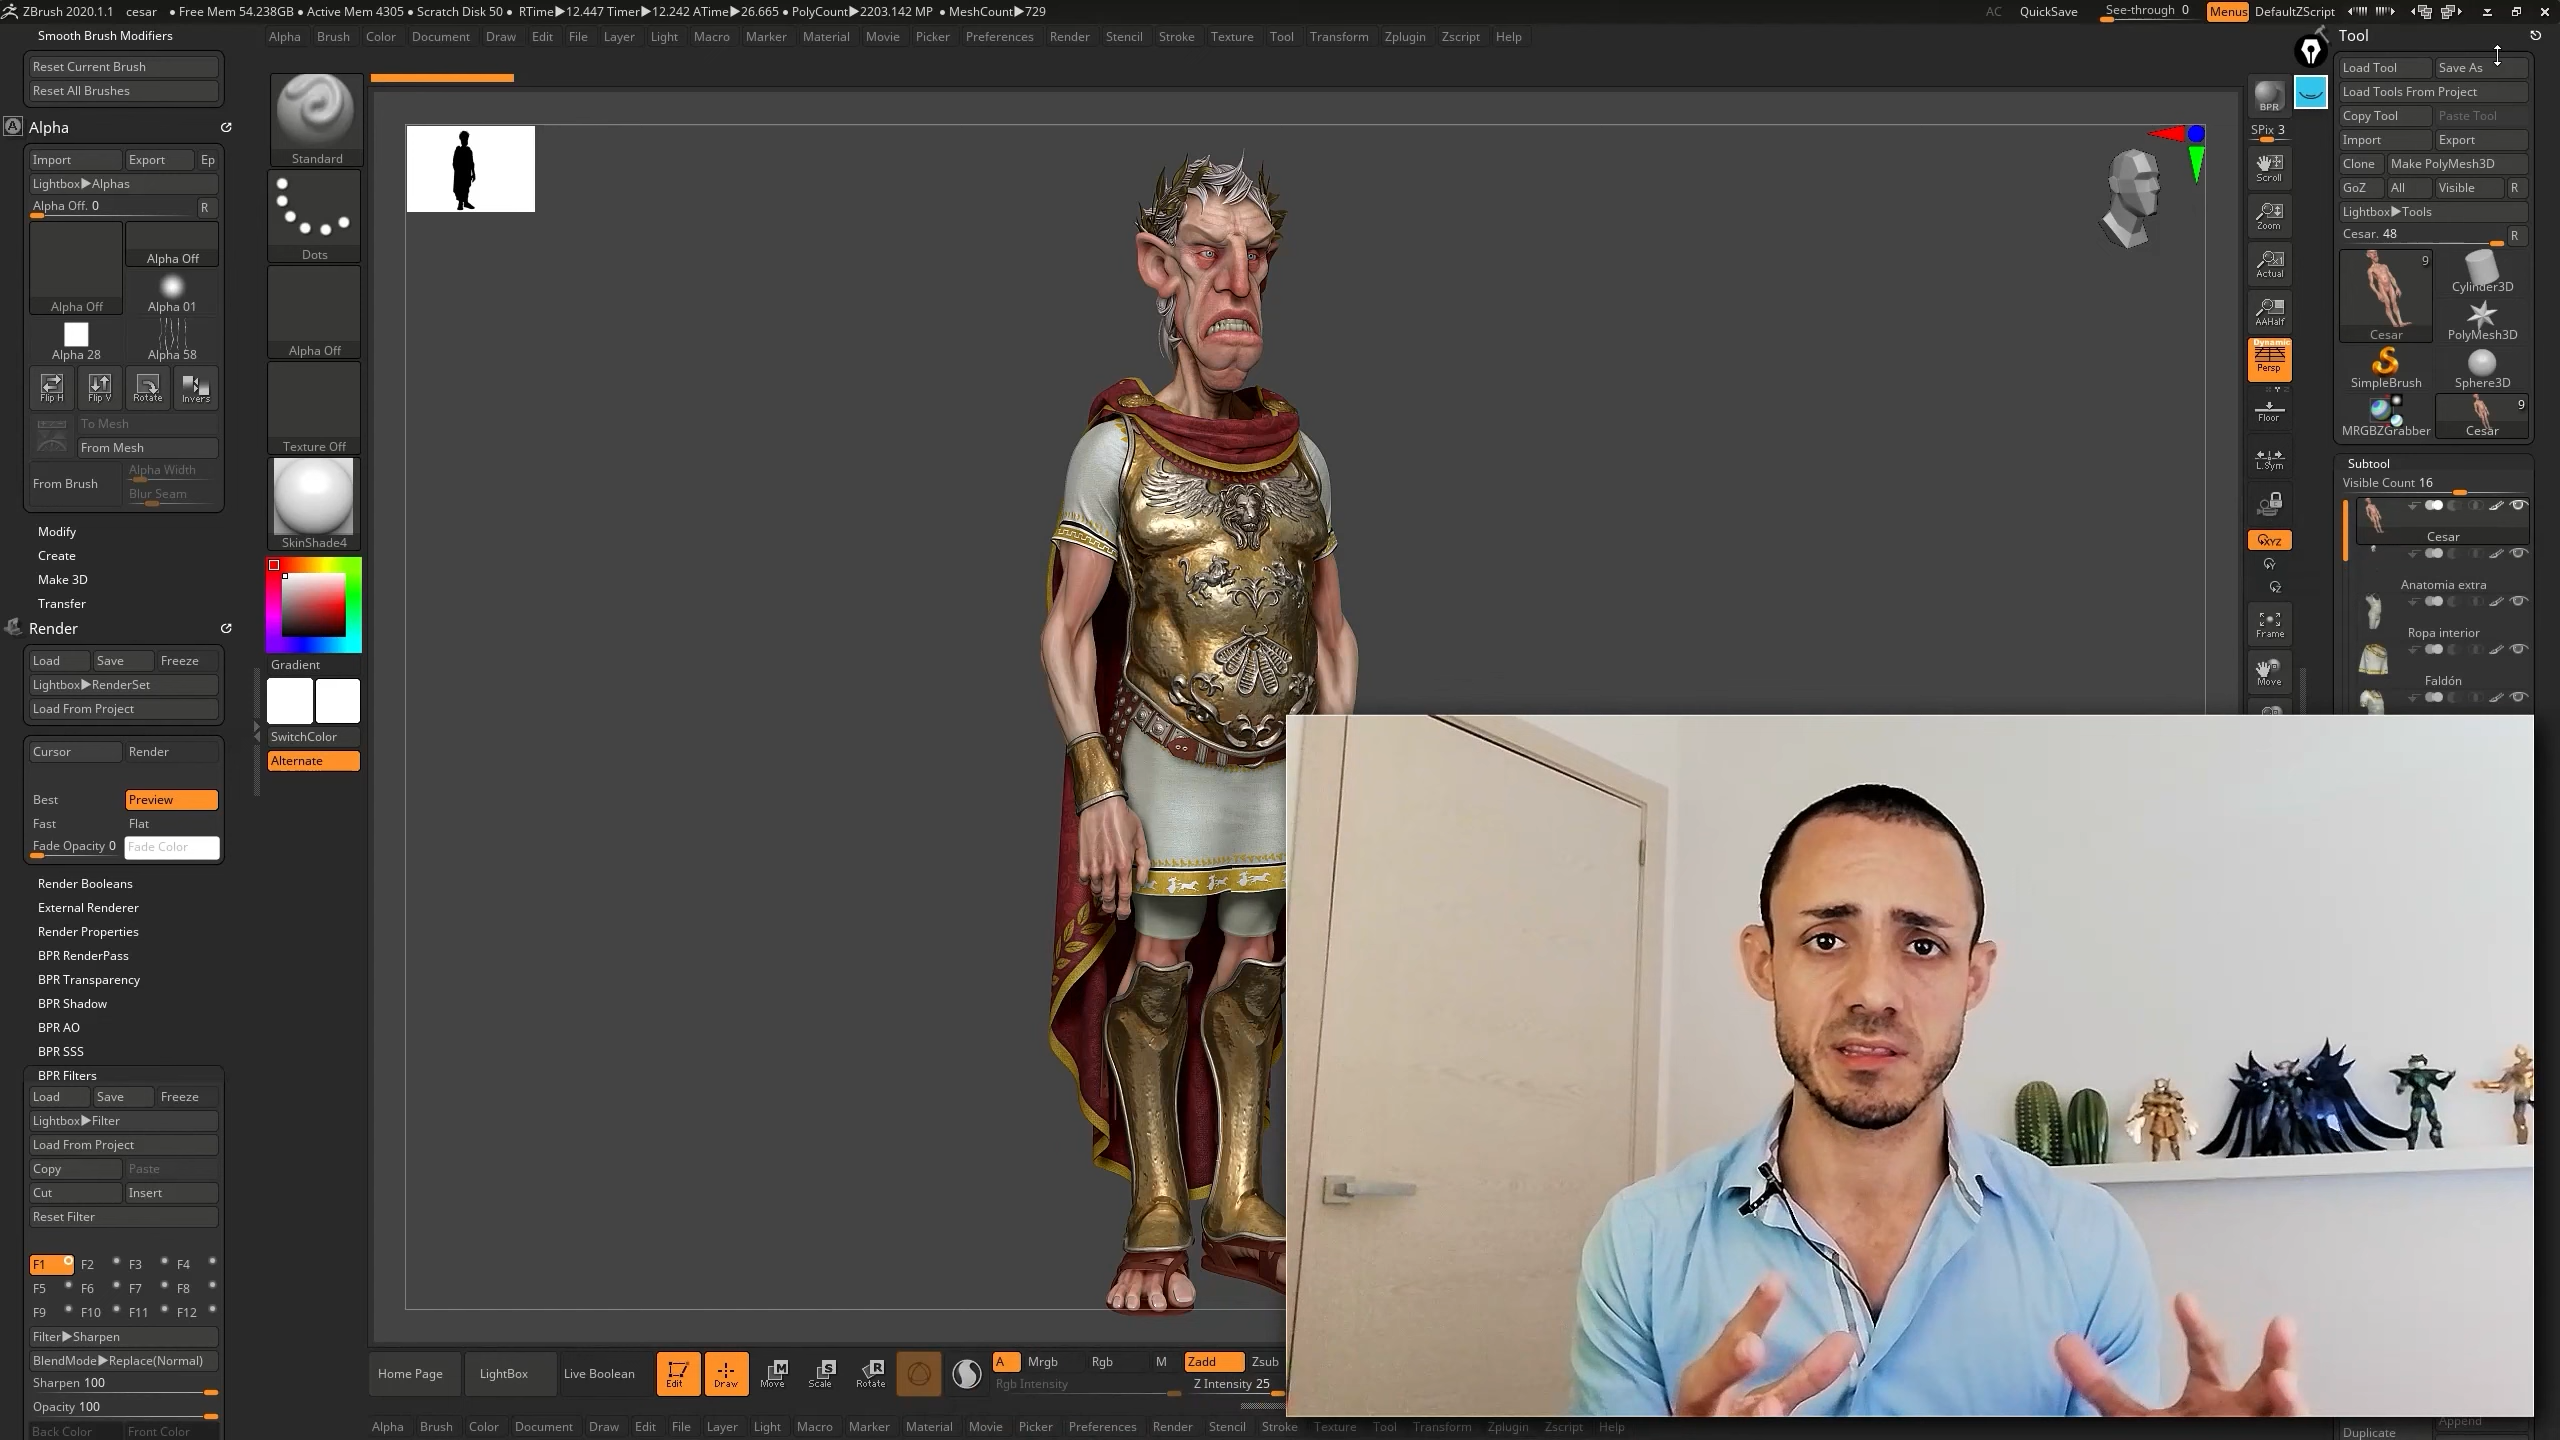 ZBrush 2020.1.1 cesar • Free Mem 54.238GB • Active Mem 4305 • Scratch Disk 50 • RTime▶12.447 Timer▶12.242 ATime▶26.665 • PolyCount▶2203.142 MP • MeshCount▶729
AC QuickSave See-through 0 Menus DefaultZScript
Alpha Brush Color Document Draw Edit File Layer Light Macro Marker Material Movie Picker Preferences Render Stencil Stroke Texture Tool Transform Zplugin Zscript Help
Smooth Brush Modifiers
Reset Current Brush
Reset All Brushes
Alpha
Import Export Ep
Lightbox▶Alphas
Alpha Off. 0 R
Alpha Off
Alpha Off Alpha 01
Alpha 28 Alpha 58
Flip H Flip V Rotate Invers
To Mesh
From Mesh
Alpha Width
From Brush
Blur Seam
Modify
Create
Make 3D
Transfer
Render
Load Save Freeze
Lightbox▶RenderSet
Load From Project
Cursor Render
Best Preview
Fast Flat
Fade Opacity 0 Fade Color
Render Booleans
External Renderer
Render Properties
BPR RenderPass
BPR Transparency
BPR Shadow
BPR AO
BPR SSS
BPR Filters
Load Save Freeze
Lightbox▶Filter
Load From Project
Copy Paste
Cut Insert
Reset Filter
F1 F2 F3 F4
F5 F6 F7 F8
F9 F10 F11 F12
Filter▶Sharpen
BlendMode▶Replace(Normal)
Sharpen 100
Opacity 100
Back Color Front Color
Standard
Dots
Alpha Off
Texture Off
SkinShade4
Gradient
SwitchColor
Alternate
BPR
SPix 3
Scroll
Zoom
Actual
AAHalf
Dynamic
Persp
Floor
L.Sym
XYZ
Y
Z
Frame
Move
Tool
Load Tool Save As
Load Tools From Project
Copy Tool Paste Tool
Import Export
Clone Make PolyMesh3D
GoZ All Visible R
Lightbox▶Tools
Cesar. 48 R
9
Cylinder3D
Cesar PolyMesh3D
SimpleBrush Sphere3D
9
MRGBZGrabber Cesar
Subtool
Visible Count 16
Cesar
Anatomia extra
Ropa interior
Faldón
Append
Duplicate
Home Page LightBox Live Boolean Edit Draw Move Scale Rotate
A Mrgb Rgb M Zadd Zsub
Rgb Intensity Z Intensity 25
Alpha Brush Color Document Draw Edit File Layer Light Macro Marker Material Movie Picker Preferences Render Stencil Stroke Texture Tool Transform Zplugin Zscript Help